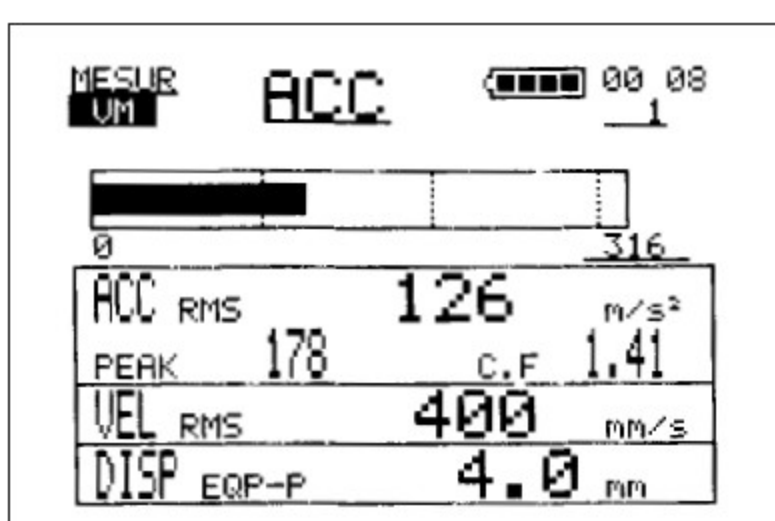 MESUR ACC 00 08
VM 1
0 316
ACC RMS 126 m/s²
PEAK 178 C.F 1.41
VEL RMS 400 mm/s
DISP EQP-P 4.0 mm